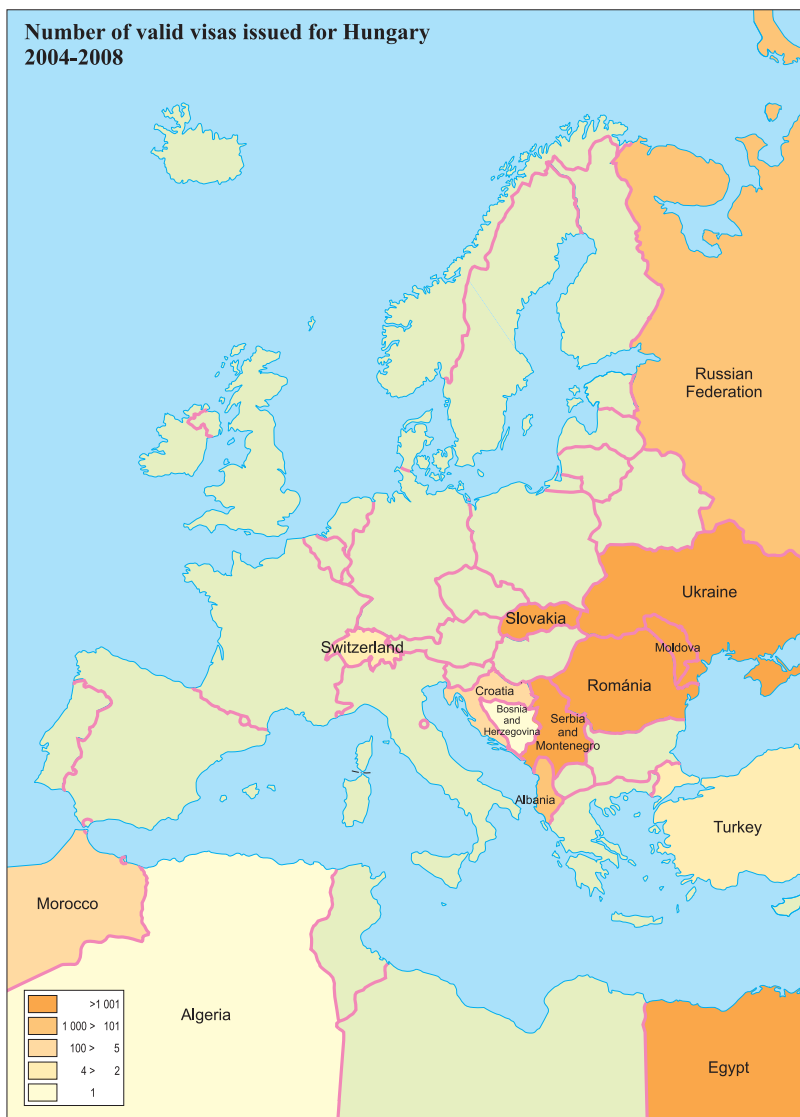 Number of valid visas issued for Hungary
2004-2008
Russian
Federation
Ukraine
Slovakia
Switzerland
Moldova
Románia
Croatia
Bosnia
and
Herzegovina
Serbia
and
Montenegro
Albania
Turkey
Morocco
Algeria
Egypt
>1 001
1 000 > 101
100 > 5
4 > 2
1